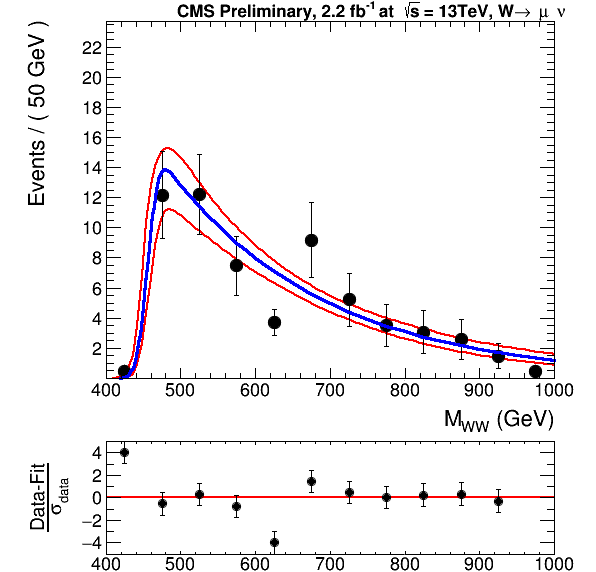 CMS Preliminary, 2.2 fb⁻¹ at √s = 13TeV, W→ μ ν
Events / ( 50 GeV )
22
20
18
16
14
12
10
8
6
4
2
400 500 600 700 800 900 1000
M_WW (GeV)
Data-Fit
σ_data
4
2
0
−2
−4
400 500 600 700 800 900 1000